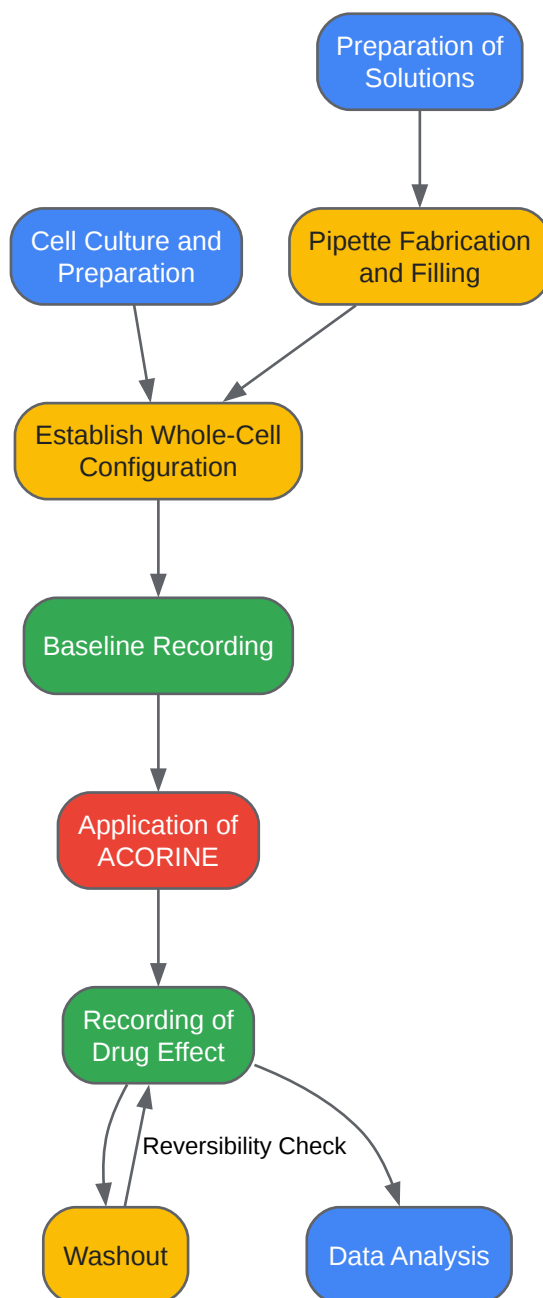 Preparation of
Solutions
Cell Culture and
Preparation
Pipette Fabrication
and Filling
Establish Whole-Cell
Configuration
Baseline Recording
Application of
ACORINE
Recording of
Drug Effect
Reversibility Check
Washout
Data Analysis